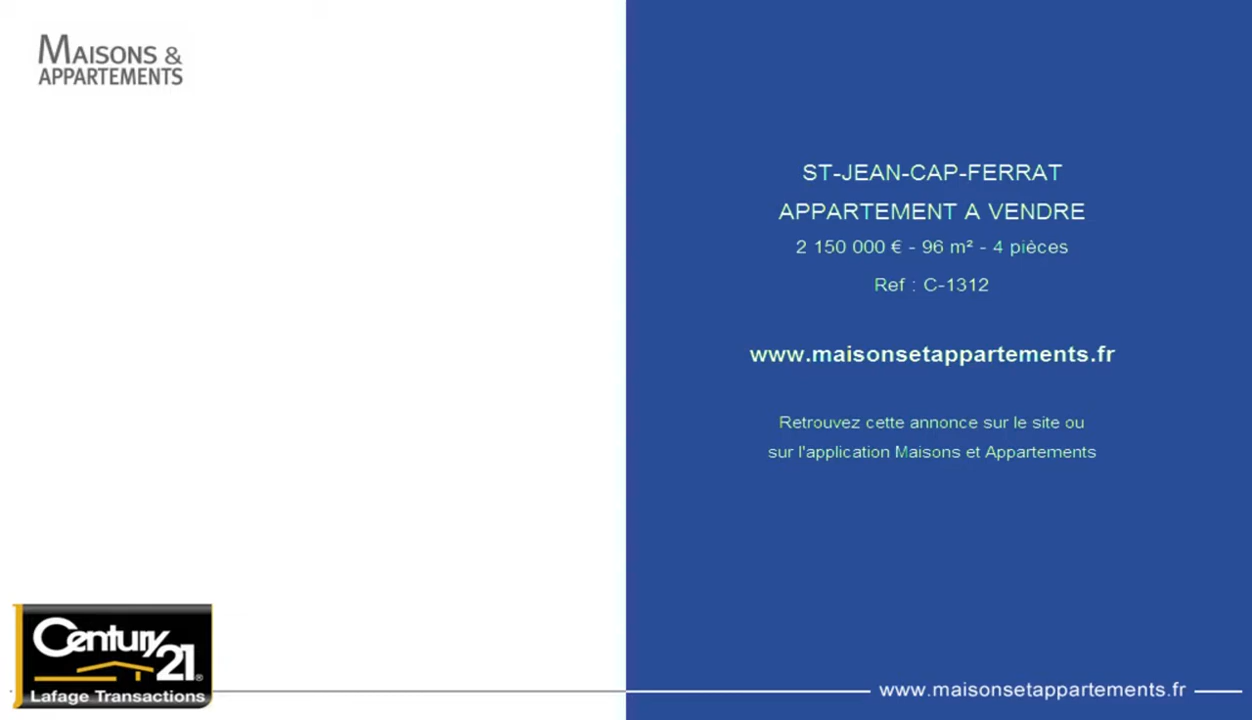 MAISONS &
APPARTEMENTS
ST-JEAN-CAP-FERRAT
APPARTEMENT A VENDRE
2 150 000 € - 96 m² - 4 pièces
Ref : C-1312
www.maisonsetappartements.fr
Retrouvez cette annonce sur le site ou
sur l'application Maisons et Appartements
Century 21®
Lafage Transactions
www.maisonsetappartements.fr